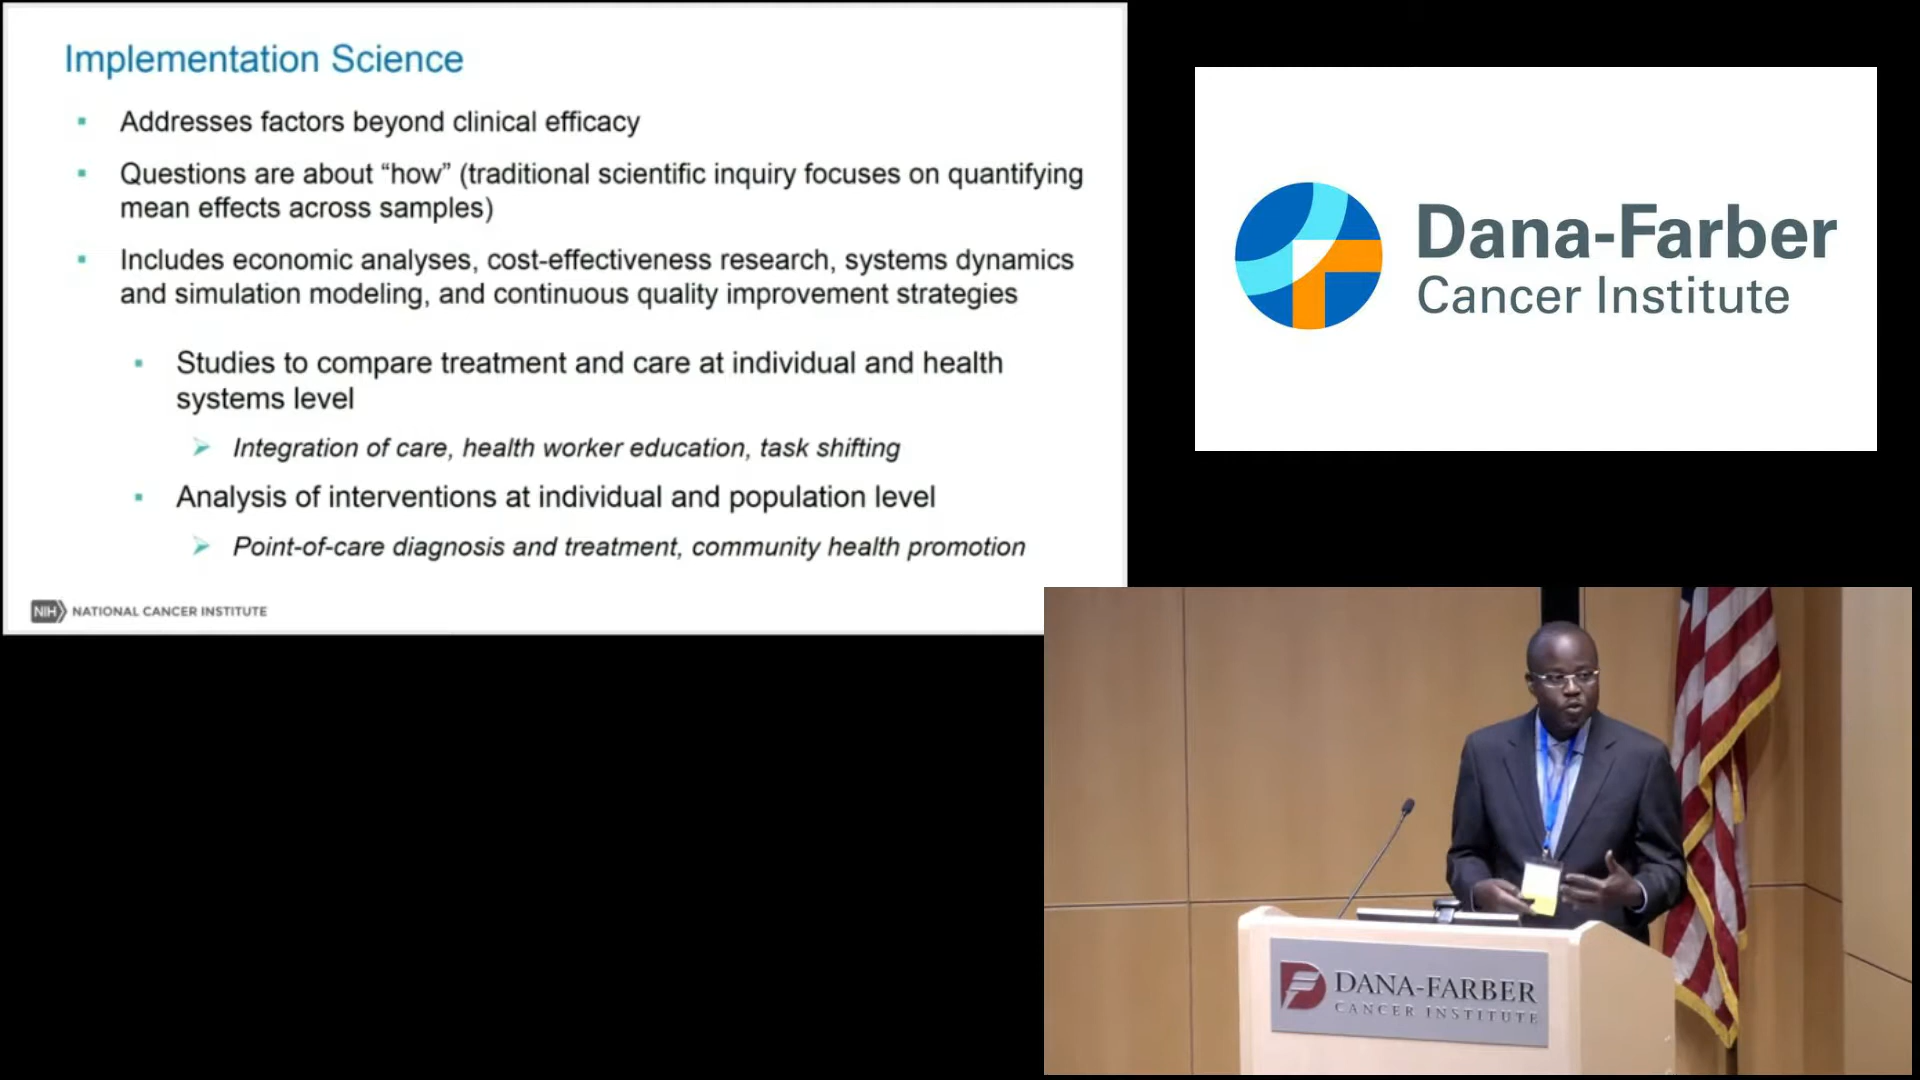 Implementation Science
Addresses factors beyond clinical efficacy
Questions are about “how” (traditional scientific inquiry focuses on quantifying
mean effects across samples)
Includes economic analyses, cost-effectiveness research, systems dynamics
and simulation modeling, and continuous quality improvement strategies
Studies to compare treatment and care at individual and health
systems level
Integration of care, health worker education, task shifting
Analysis of interventions at individual and population level
Point-of-care diagnosis and treatment, community health promotion
NIH NATIONAL CANCER INSTITUTE
Dana-Farber
Cancer Institute
DANA-FARBER
CANCER INSTITUTE